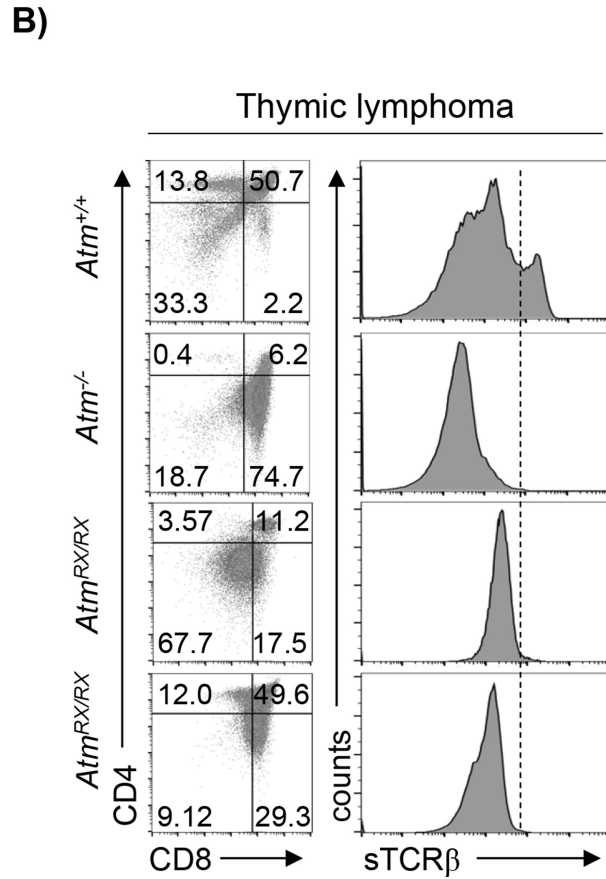 B)
Thymic lymphoma
Atm+/+
13.8 50.7
33.3 2.2
Atm-/-
0.4 6.2
18.7 74.7
AtmRX/RX
3.57 11.2
67.7 17.5
AtmRX/RX
12.0 49.6
9.12 29.3
CD4
counts
CD8
sTCRβ